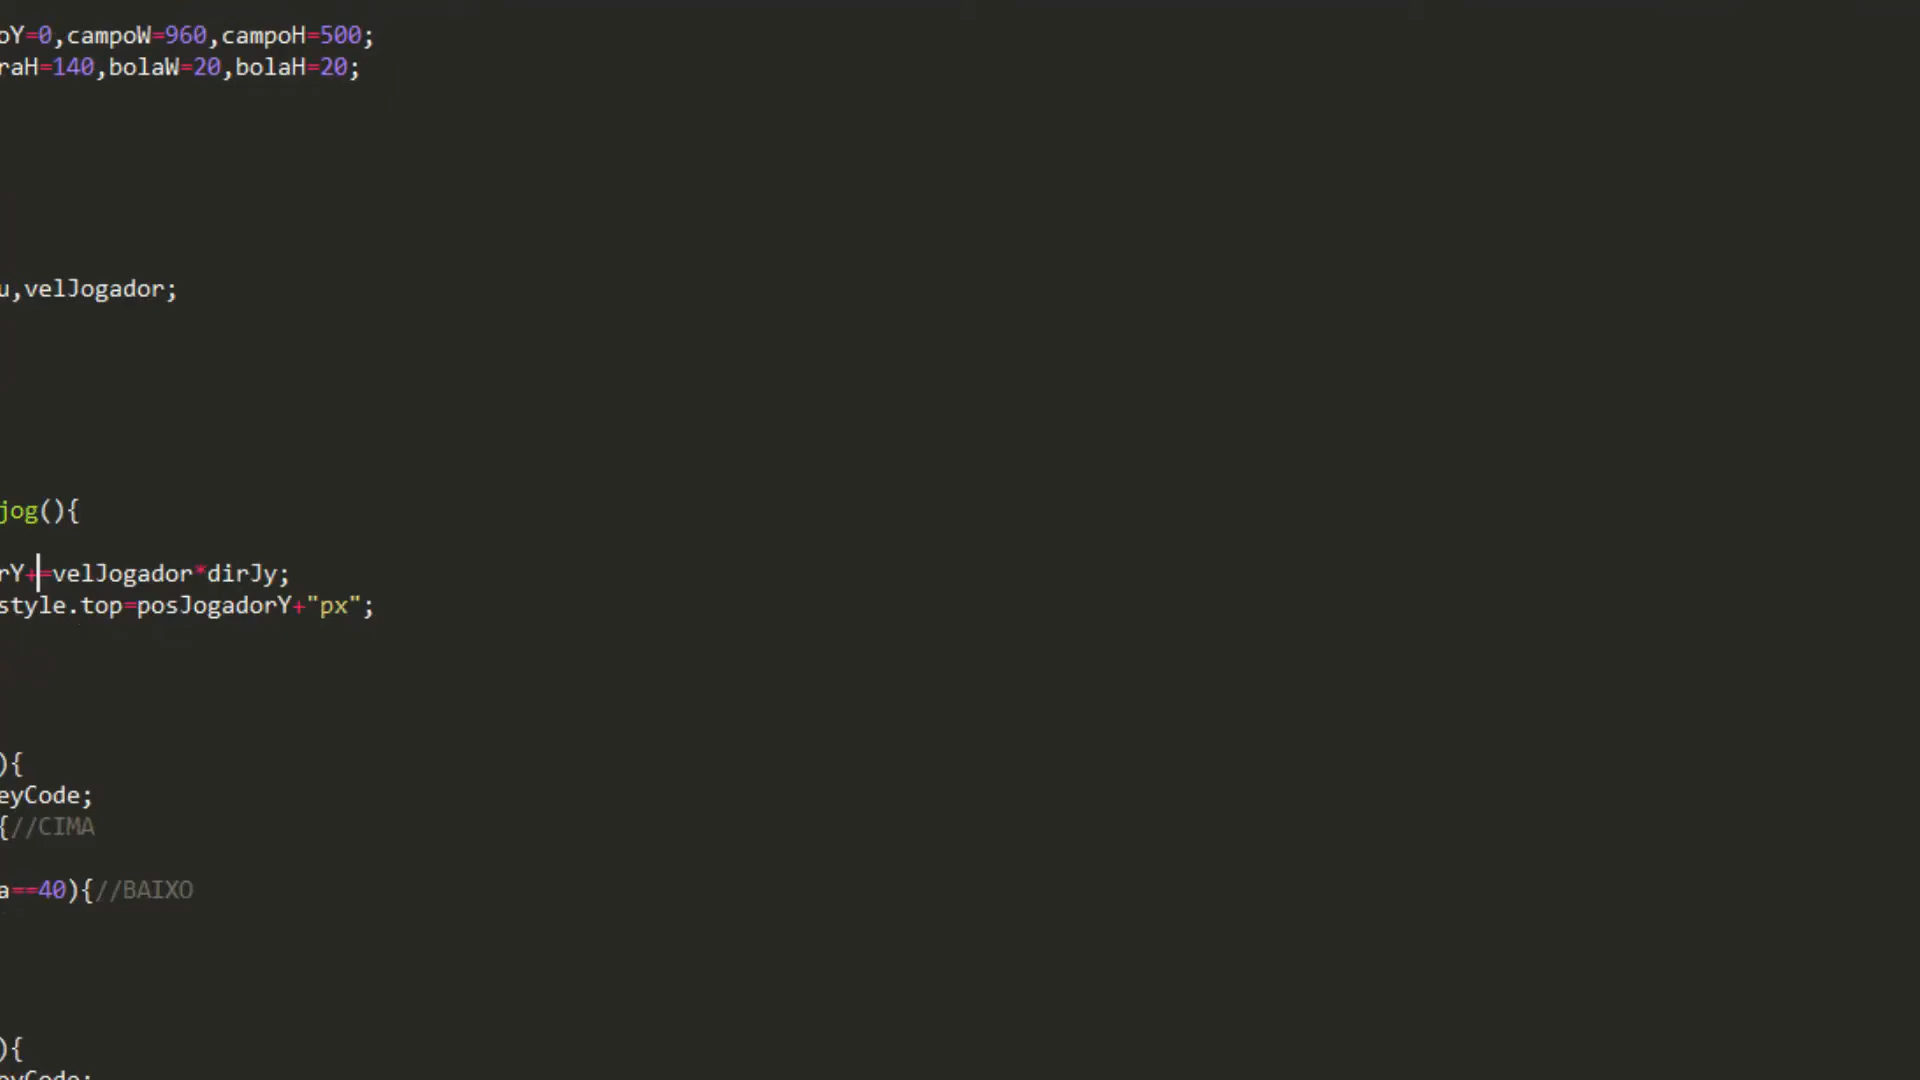 oY=0,campoW=960,campoH=500;
raH=140,bolaW=20,bolaH=20;
u,velJogador;
jog(){
rY+=velJogador*dirJy;
style.top=posJogadorY+"px";
){
eyCode;
{//CIMA
a==40){//BAIXO
){
eyCode;